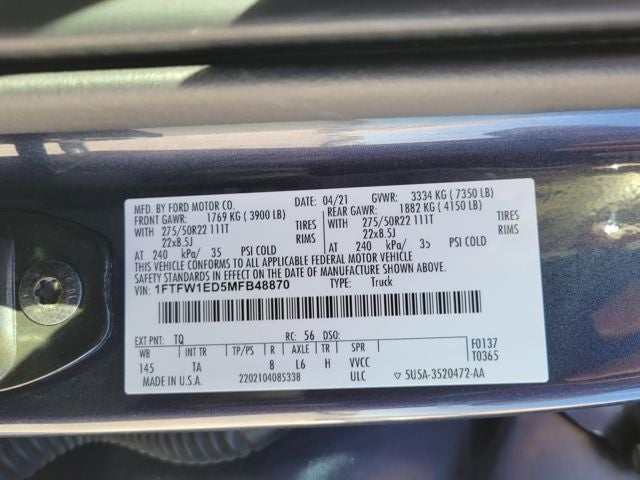 MFD. BY FORD MOTOR CO. 04/21 GVWR: 3334 KG ( 7350 LB)
FRONT GAWR: 1769 KG ( 3900 LB) REAR GAWR: 1882 KG ( 4150 LB)
WITH 275/50R22 111T TIRES WITH 275/50R22 111T TIRES
22x8.5J RIMS 22x8.5J RIMS
AT 240 kPa/ 35 PSI COLD AT 240 kPa/ 35 PSI COLD
THIS VEHICLE CONFORMS TO ALL APPLICABLE FEDERAL MOTOR VEHICLE
SAFETY STANDARDS IN EFFECT ON THE DATE OF MANUFACTURE SHOWN ABOVE.
VIN: 1FTFW1ED5MFB48870 TYPE: Truck
EXT PNT: TQ RC: 56 DSO: F0137
WB INT TR TP/PS R AXLE TR SPR T0365
145 TA 8 L6 H VVCC
MADE IN U.S.A. 2202104085338 ULC ▽ 5U5A-3520472-AA